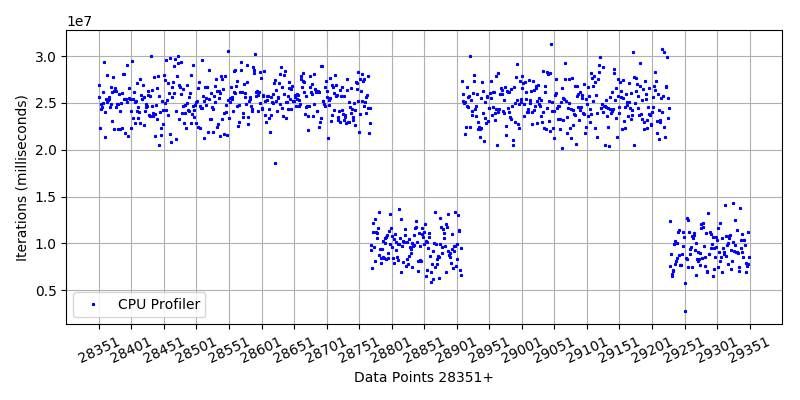 1e7
3.0
2.5
2.0
1.5
1.0
0.5
Iterations (milliseconds)
CPU Profiler
28351 28401 28451 28501 28551 28601 28651 28701 28751 28801 28851 28901 28951 29001 29051 29101 29151 29201 29251 29301 29351
Data Points 28351+